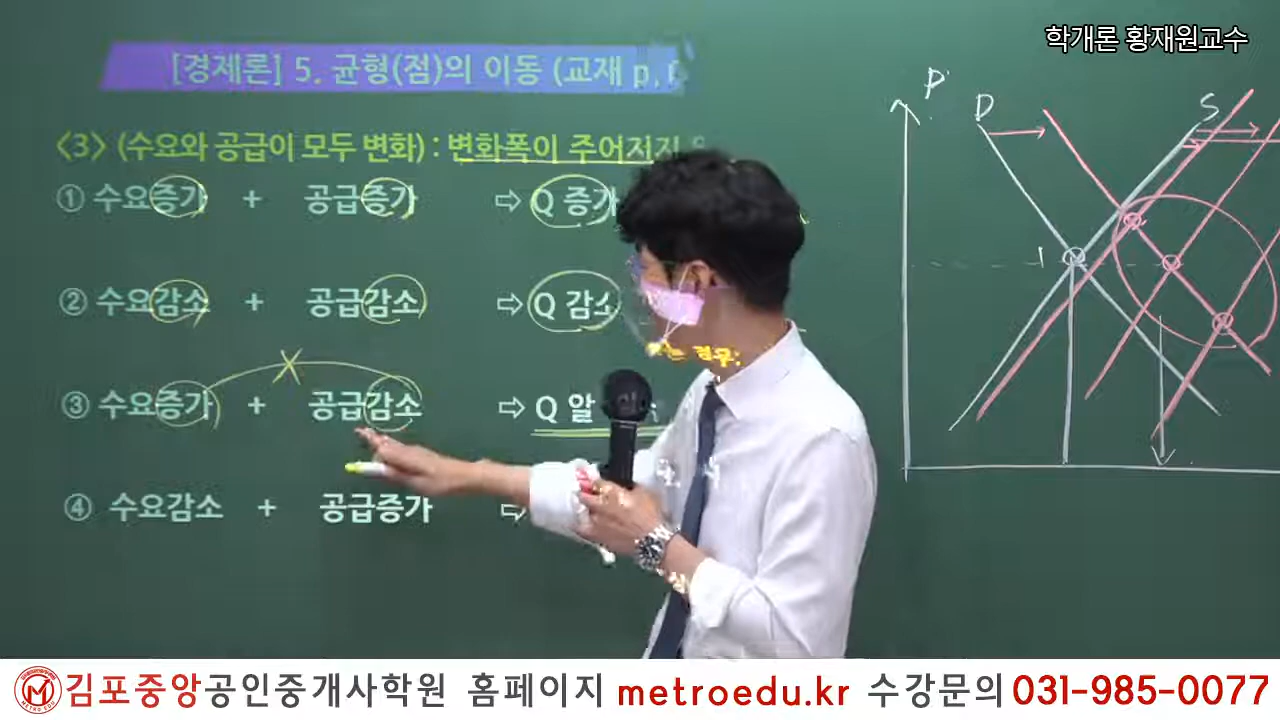 학개론 황재원교수
[경제론] 5. 균형(점)의 이동 (교재 p.
<3> (수요와 공급이 모두 변화) : 변화폭이 주어지지
① 수요증가 + 공급증가 ⇨ Q 증가
② 수요감소 + 공급감소 ⇨ Q 감소
③ 수요증가 + 공급감소 ⇨ Q 알
④ 수요감소 + 공급증가 ⇨
는 경우:
P
D
S
김포중앙공인중개사학원 홈페이지 metroedu.kr 수강문의 031-985-0077